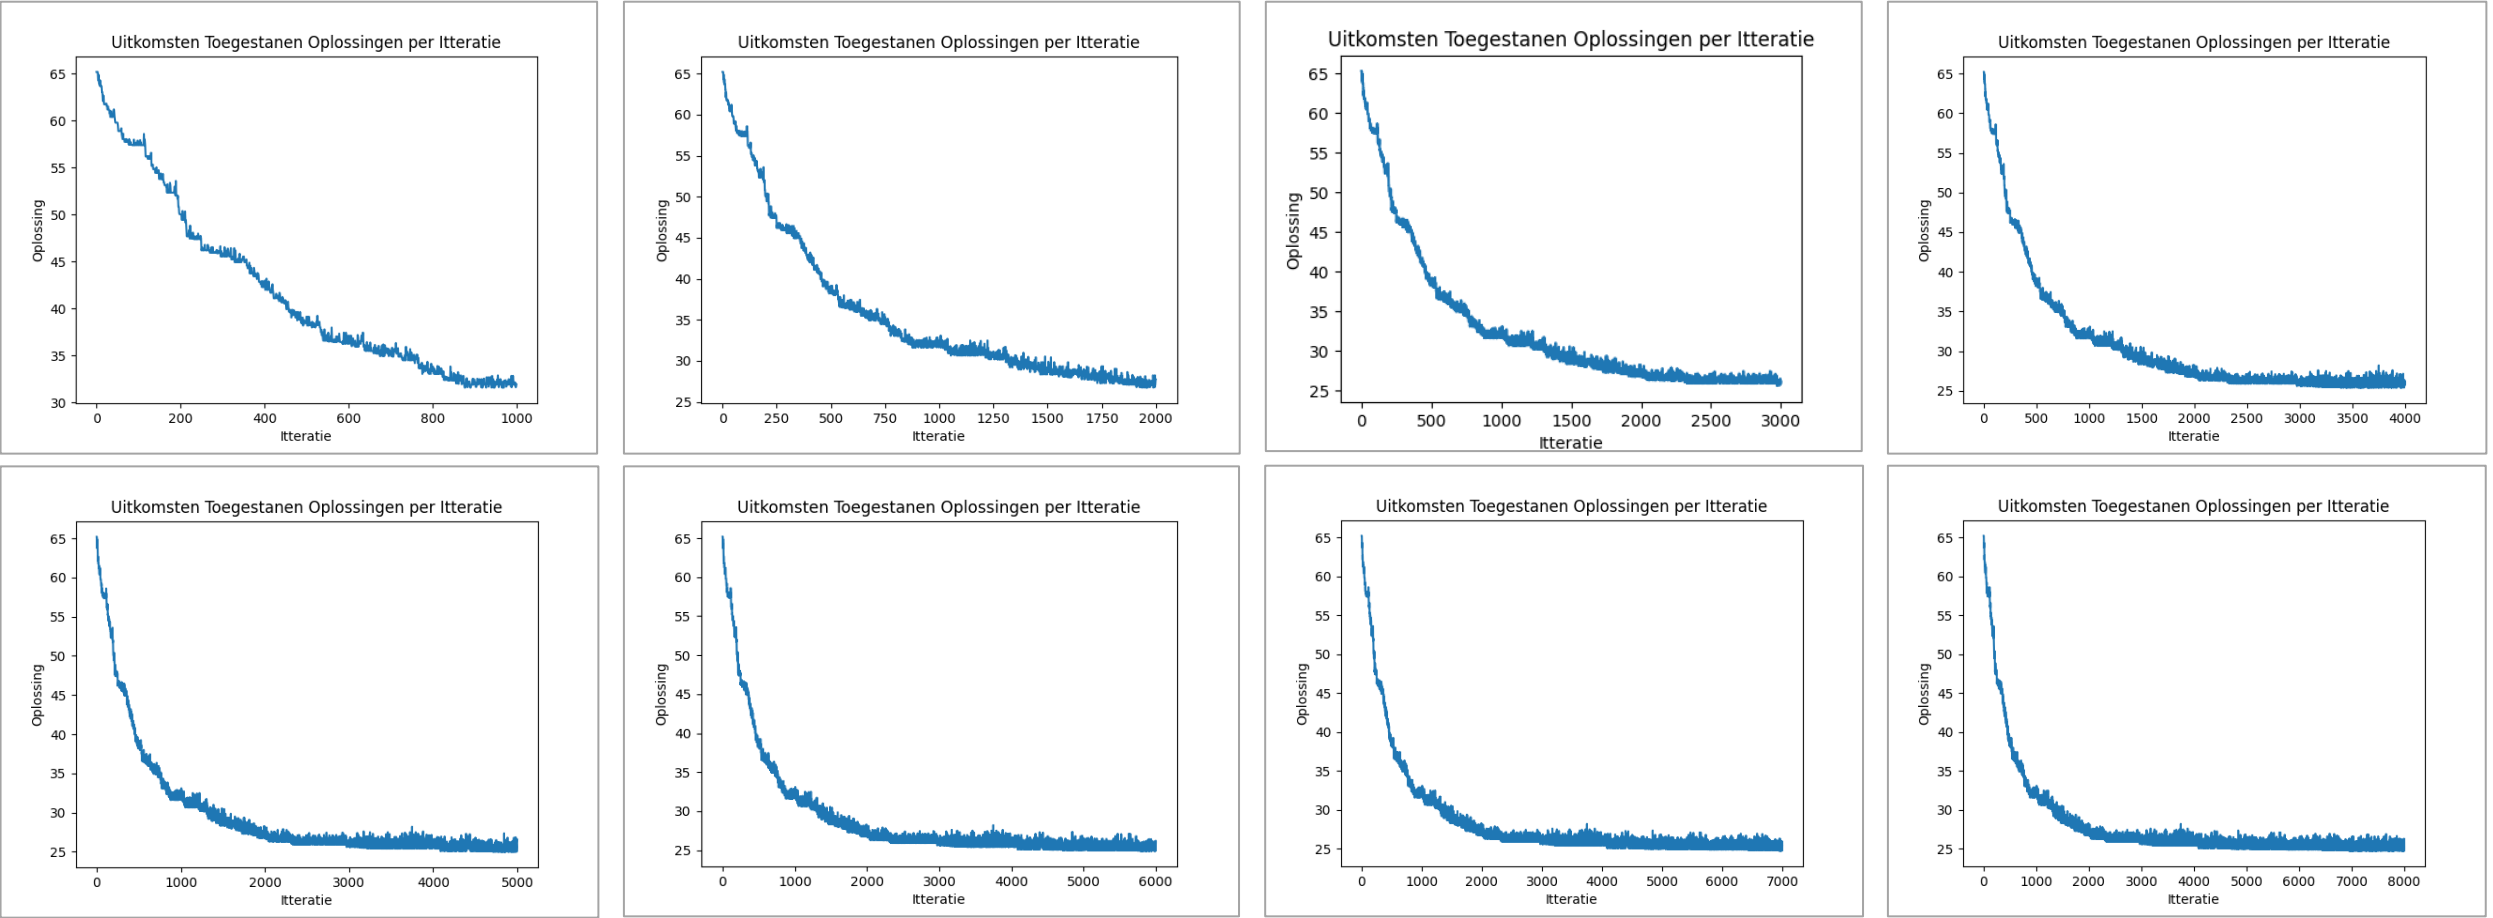 Uitkomsten Toegestanen Oplossingen per Itteratie
65
60
55
50
45
40
35
30
Oplossing
0 200 400 600 800 1000
Itteratie
Uitkomsten Toegestanen Oplossingen per Itteratie
65
60
55
50
45
40
35
30
25
Oplossing
0 250 500 750 1000 1250 1500 1750 2000
Itteratie
Uitkomsten Toegestanen Oplossingen per Itteratie
65
60
55
50
45
40
35
30
25
Oplossing
0 500 1000 1500 2000 2500 3000
Itteratie
Uitkomsten Toegestanen Oplossingen per Itteratie
65
60
55
50
45
40
35
30
25
Oplossing
0 500 1000 1500 2000 2500 3000 3500 4000
Itteratie
Uitkomsten Toegestanen Oplossingen per Itteratie
65
60
55
50
45
40
35
30
25
Oplossing
0 1000 2000 3000 4000 5000
Itteratie
Uitkomsten Toegestanen Oplossingen per Itteratie
65
60
55
50
45
40
35
30
25
Oplossing
0 1000 2000 3000 4000 5000 6000
Itteratie
Uitkomsten Toegestanen Oplossingen per Itteratie
65
60
55
50
45
40
35
30
25
Oplossing
0 1000 2000 3000 4000 5000 6000 7000
Itteratie
Uitkomsten Toegestanen Oplossingen per Itteratie
65
60
55
50
45
40
35
30
25
Oplossing
0 1000 2000 3000 4000 5000 6000 7000 8000
Itteratie